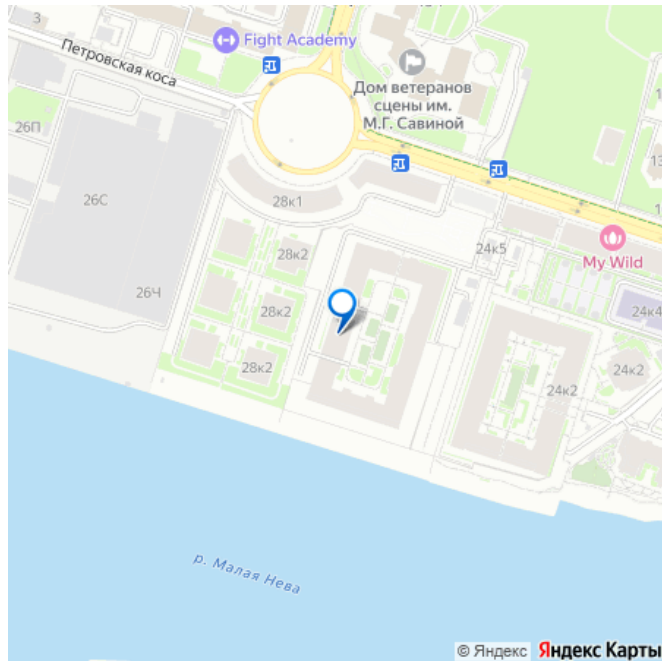 3
Fight Academy
Петровская коса
Дом ветеранов
сцены им.
М.Г. Савиной
26П
26С
28к1
26Ч
28к2
28к2
28к2
24к5
My Wild
24к4
24к2
24к2
р. Малая Нева
© Яндекс Яндекс Карты